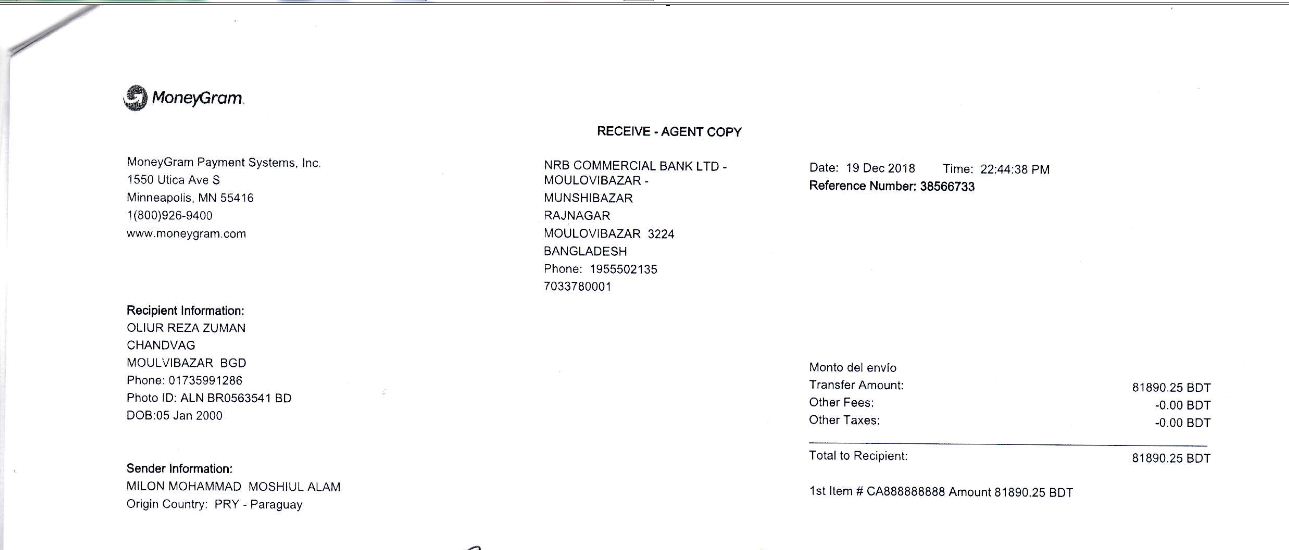 MoneyGram.
RECEIVE - AGENT COPY
MoneyGram Payment Systems, Inc.
1550 Utica Ave S
Minneapolis, MN 55416
1(800)926-9400
www.moneygram.com
NRB COMMERCIAL BANK LTD -
MOULOVIBAZAR -
MUNSHIBAZAR
RAJNAGAR
MOULOVIBAZAR 3224
BANGLADESH
Phone: 1955502135
7033780001
Date: 19 Dec 2018 Time: 22:44:38 PM
Reference Number: 38566733
Recipient Information:
OLIUR REZA ZUMAN
CHANDVAG
MOULVIBAZAR BGD
Phone: 01735991286
Photo ID: ALN BR0563541 BD
DOB:05 Jan 2000
Monto del envío
Transfer Amount: 81890.25 BDT
Other Fees: -0.00 BDT
Other Taxes: -0.00 BDT
Total to Recipient: 81890.25 BDT
1st Item # CA888888888 Amount 81890.25 BDT
Sender Information:
MILON MOHAMMAD MOSHIUL ALAM
Origin Country: PRY - Paraguay